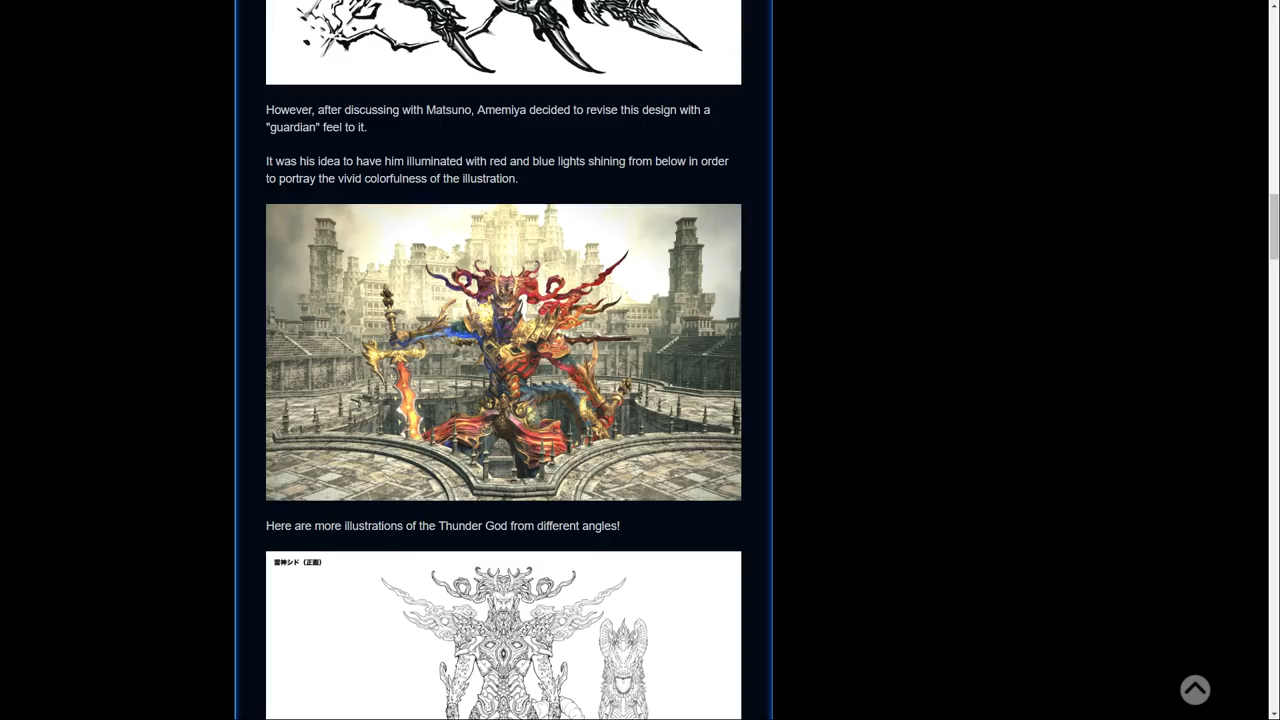 However, after discussing with Matsuno, Amemiya decided to revise this design with a
"guardian" feel to it.
It was his idea to have him illuminated with red and blue lights shining from below in order
to portray the vivid colorfulness of the illustration.
Here are more illustrations of the Thunder God from different angles!
雷神シド（正面）